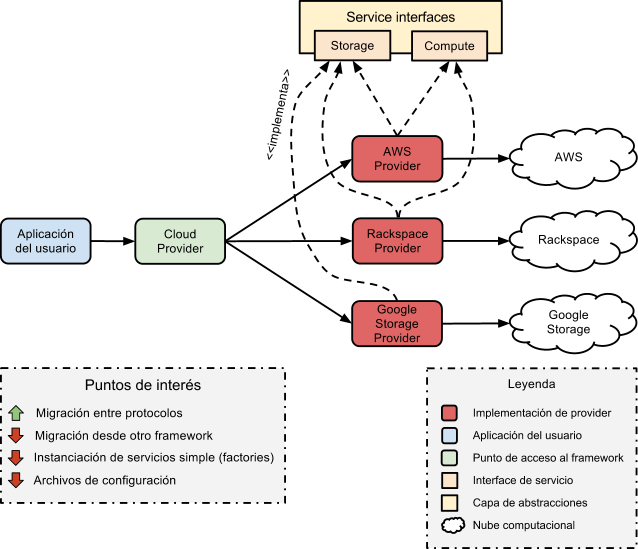 Service interfaces
Storage
Compute
<<implementa>>
AWS
Provider
AWS
Aplicación
del usuario
Cloud
Provider
Rackspace
Provider
Rackspace
Google
Storage
Provider
Google
Storage
Puntos de interés
Migración entre protocolos
Migración desde otro framework
Instanciación de servicios simple (factories)
Archivos de configuración
Leyenda
Implementación de provider
Aplicación del usuario
Punto de acceso al framework
Interface de servicio
Capa de abstracciones
Nube computacional